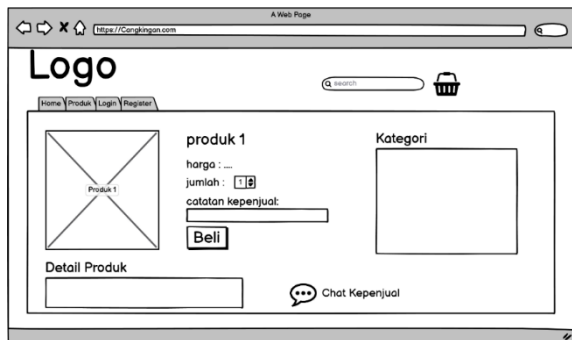 A Web Page
https://Cangkingan.com
Logo
search
Home Produk Login Register
Produk 1
produk 1
harga : ....
jumlah : 1
catatan kepenjual:
Beli
Kategori
Detail Produk
Chat Kepenjual